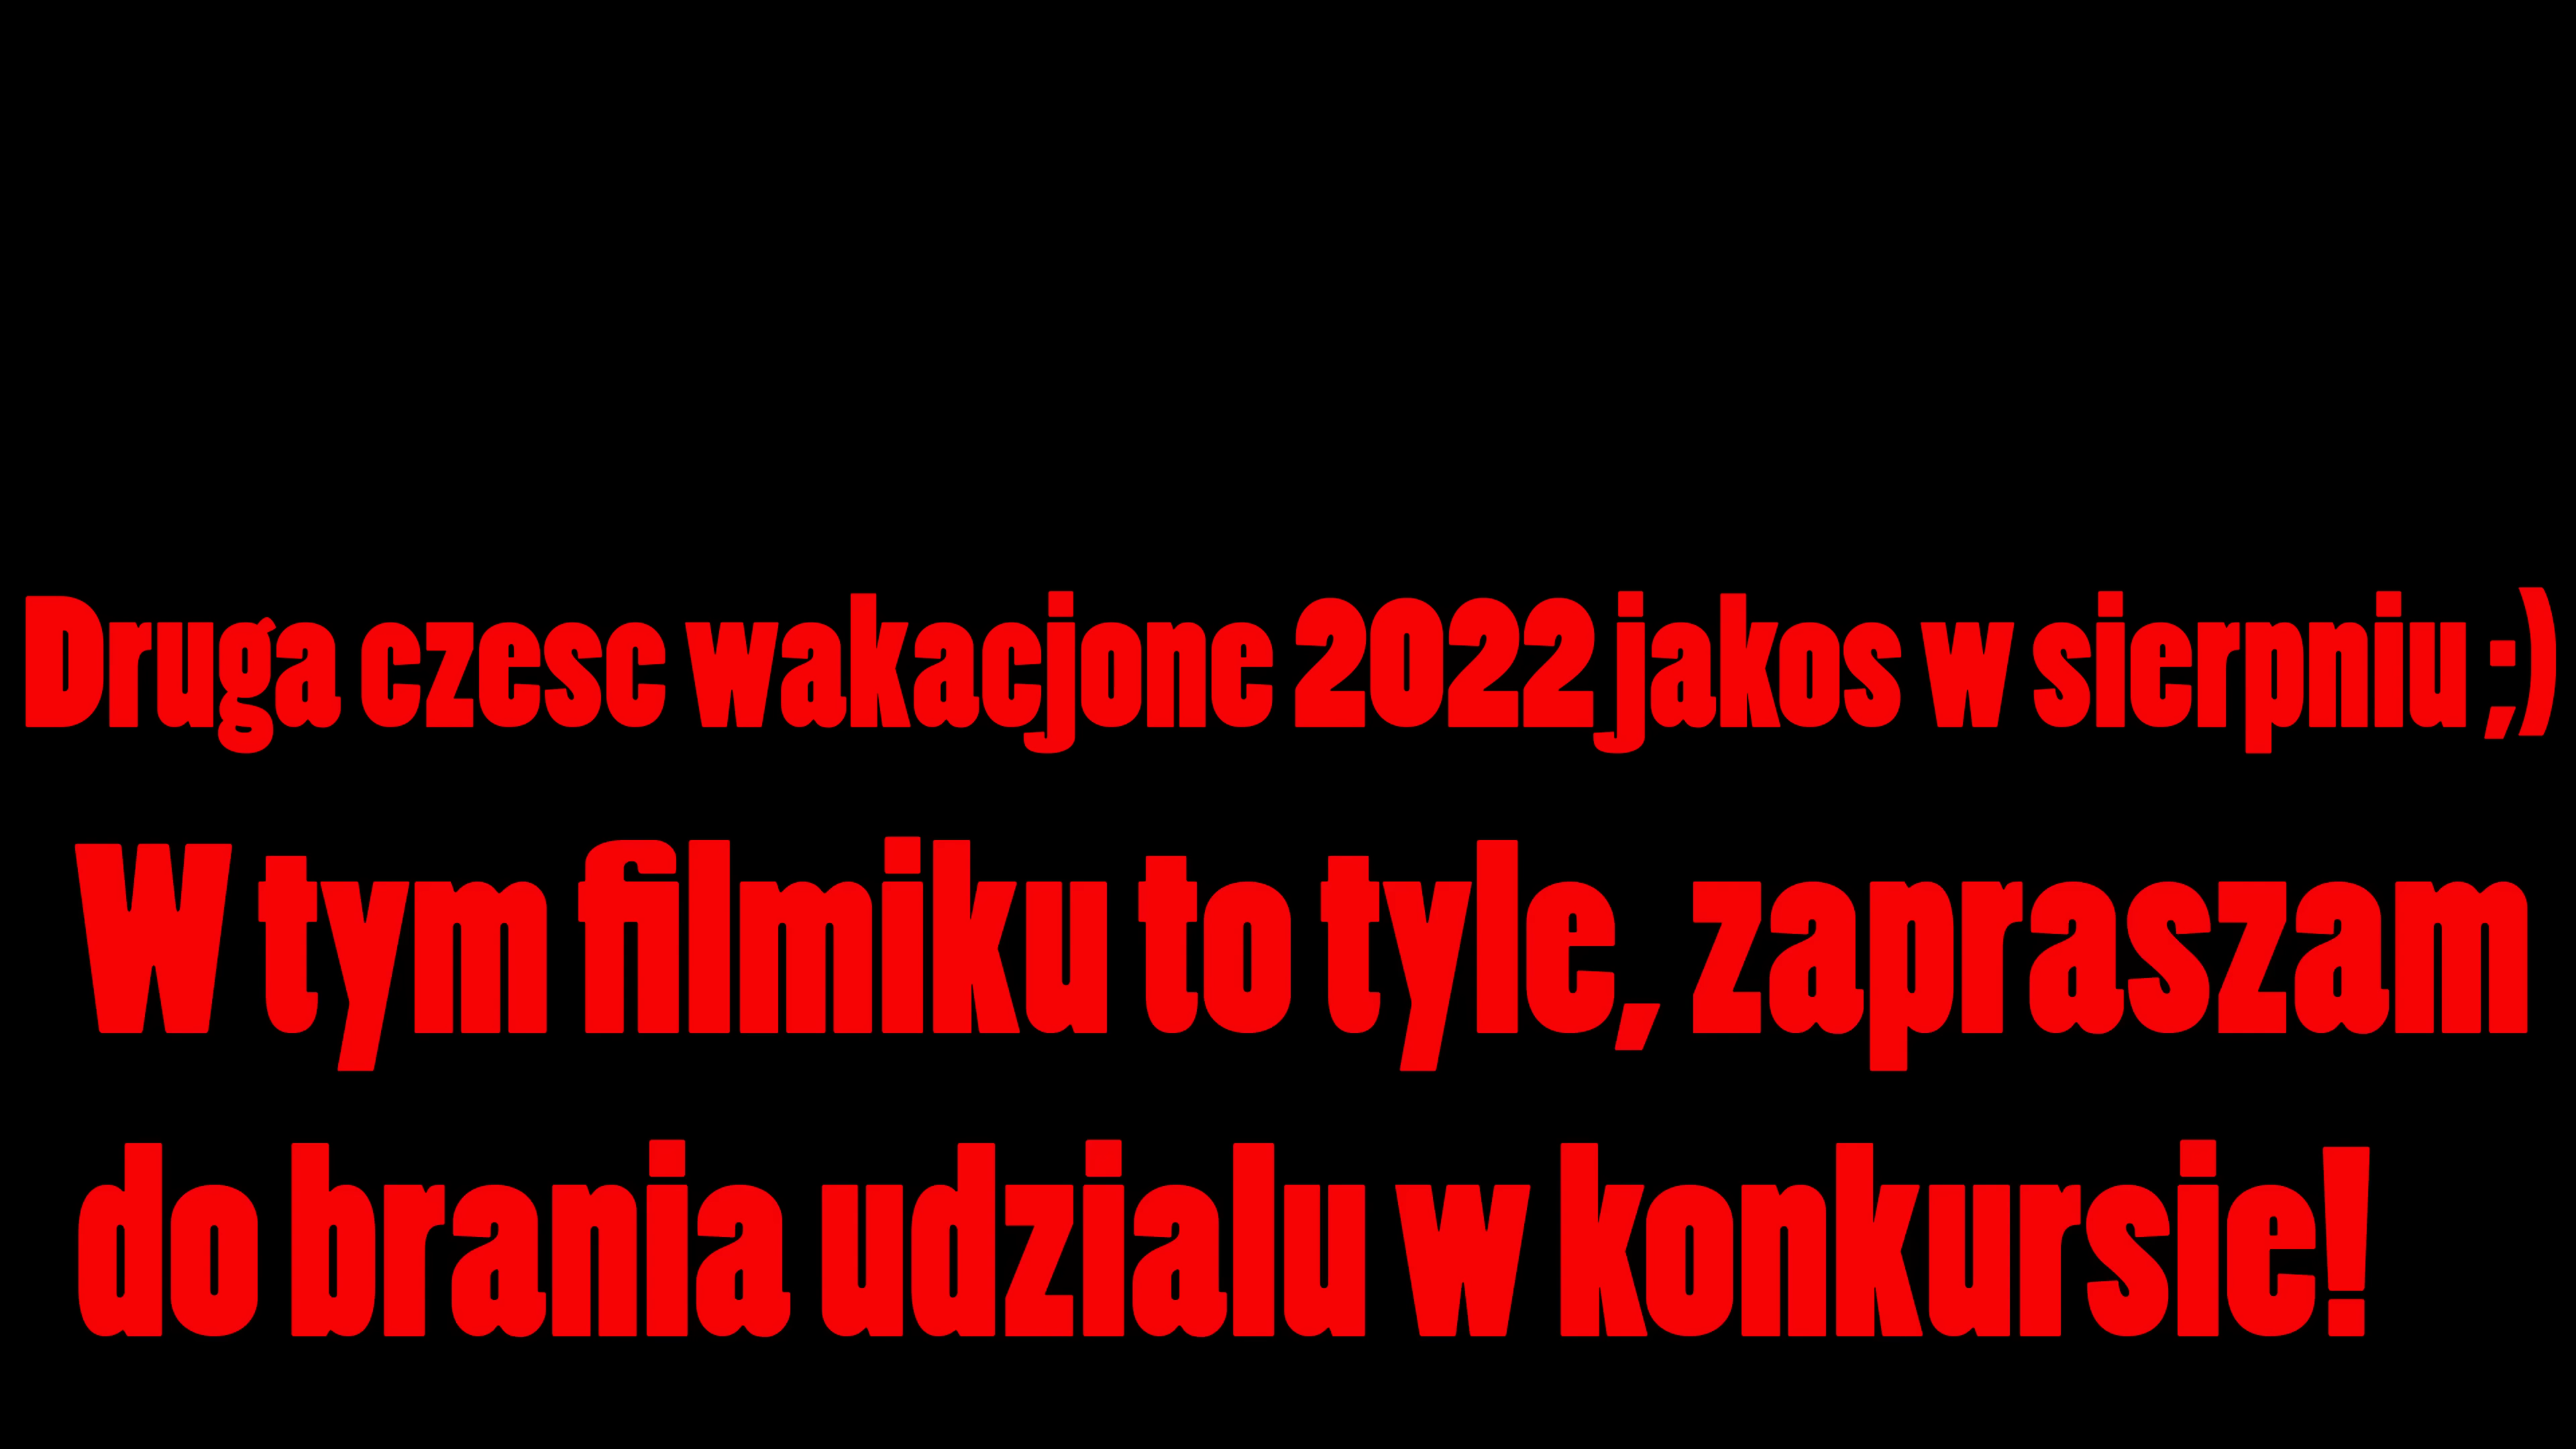 Druga czesc wakacjone 2022 jakos w sierpniu ;)
W tym filmiku to tyle, zapraszam
do brania udzialu w konkursie!